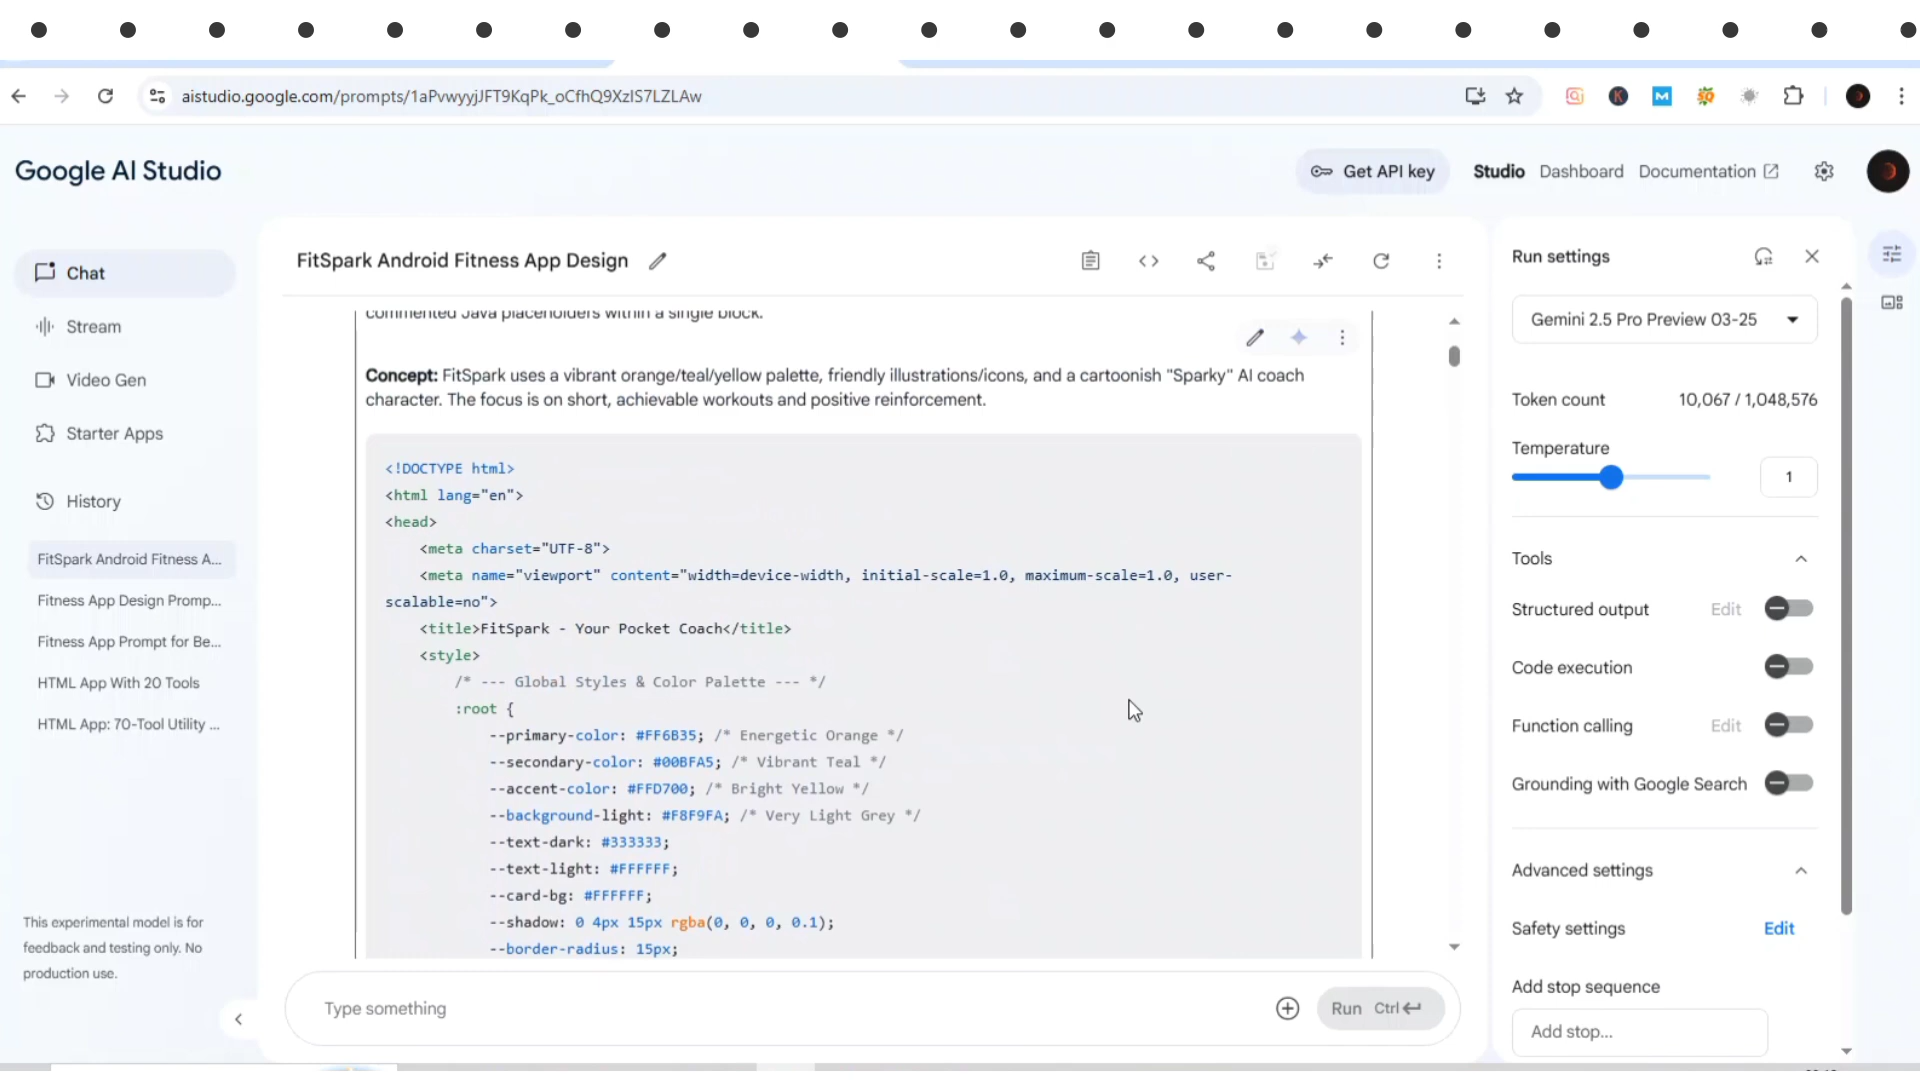 aistudio.google.com/prompts/1aPvwyyjJFT9KqPk_oCfhQ9XzIS7LZLAw
Google AI Studio
Get API key
Studio
Dashboard
Documentation
Chat
Stream
Video Gen
Starter Apps
History
FitSpark Android Fitness A...
Fitness App Design Promp...
Fitness App Prompt for Be...
HTML App With 20 Tools
HTML App: 70-Tool Utility ...
This experimental model is for
feedback and testing only. No
production use.
FitSpark Android Fitness App Design
commented Java placeholders within a single block.
Concept: FitSpark uses a vibrant orange/teal/yellow palette, friendly illustrations/icons, and a cartoonish "Sparky" AI coach
character. The focus is on short, achievable workouts and positive reinforcement.
<!DOCTYPE html>
<html lang="en">
<head>
<meta charset="UTF-8">
<meta name="viewport" content="width=device-width, initial-scale=1.0, maximum-scale=1.0, user-
scalable=no">
<title>FitSpark - Your Pocket Coach</title>
<style>
/* --- Global Styles & Color Palette --- */
:root {
--primary-color: #FF6B35; /* Energetic Orange */
--secondary-color: #00BFA5; /* Vibrant Teal */
--accent-color: #FFD700; /* Bright Yellow */
--background-light: #F8F9FA; /* Very Light Grey */
--text-dark: #333333;
--text-light: #FFFFFF;
--card-bg: #FFFFFF;
--shadow: 0 4px 15px rgba(0, 0, 0, 0.1);
--border-radius: 15px;
Type something
Run Ctrl
Run settings
Gemini 2.5 Pro Preview 03-25
Token count 10,067 / 1,048,576
Temperature
1
Tools
Structured output Edit
Code execution
Function calling Edit
Grounding with Google Search
Advanced settings
Safety settings Edit
Add stop sequence
Add stop...